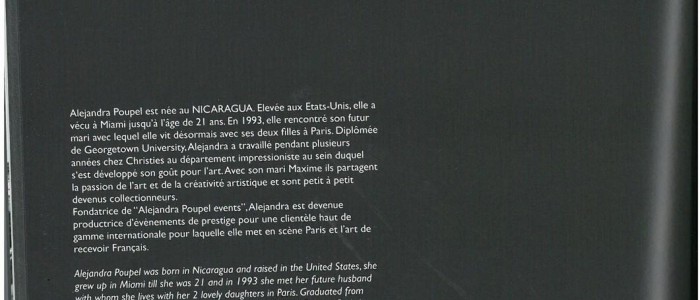 Alejandra Poupel est née au NICARAGUA. Elevée aux Etats-Unis, elle a
vécu à Miami jusqu'à l'âge de 21 ans. En 1993, elle rencontré son futur
mari avec lequel elle vit désormais avec ses deux filles à Paris. Diplômée
de Georgetown University, Alejandra a travaillé pendant plusieurs
années chez Christies au département impressioniste au sein duquel
s'est développé son goût pour l'art. Avec son mari Maxime ils partagent
la passion de l'art et de la créativité artistique et sont petit à petit
devenus collectionneurs.
Fondatrice de "Alejandra Poupel events", Alejandra est devenue
productrice d'évènements de prestige pour une clientèle haut de
gamme internationale pour laquelle elle met en scène Paris et l'art de
recevoir Français.
Alejandra Poupel was born in Nicaragua and raised in the United States, she
grew up in Miami till she was 21 and in 1993 she met her future husband
with whom she lives with her 2 lovely daughters in Paris. Graduated from